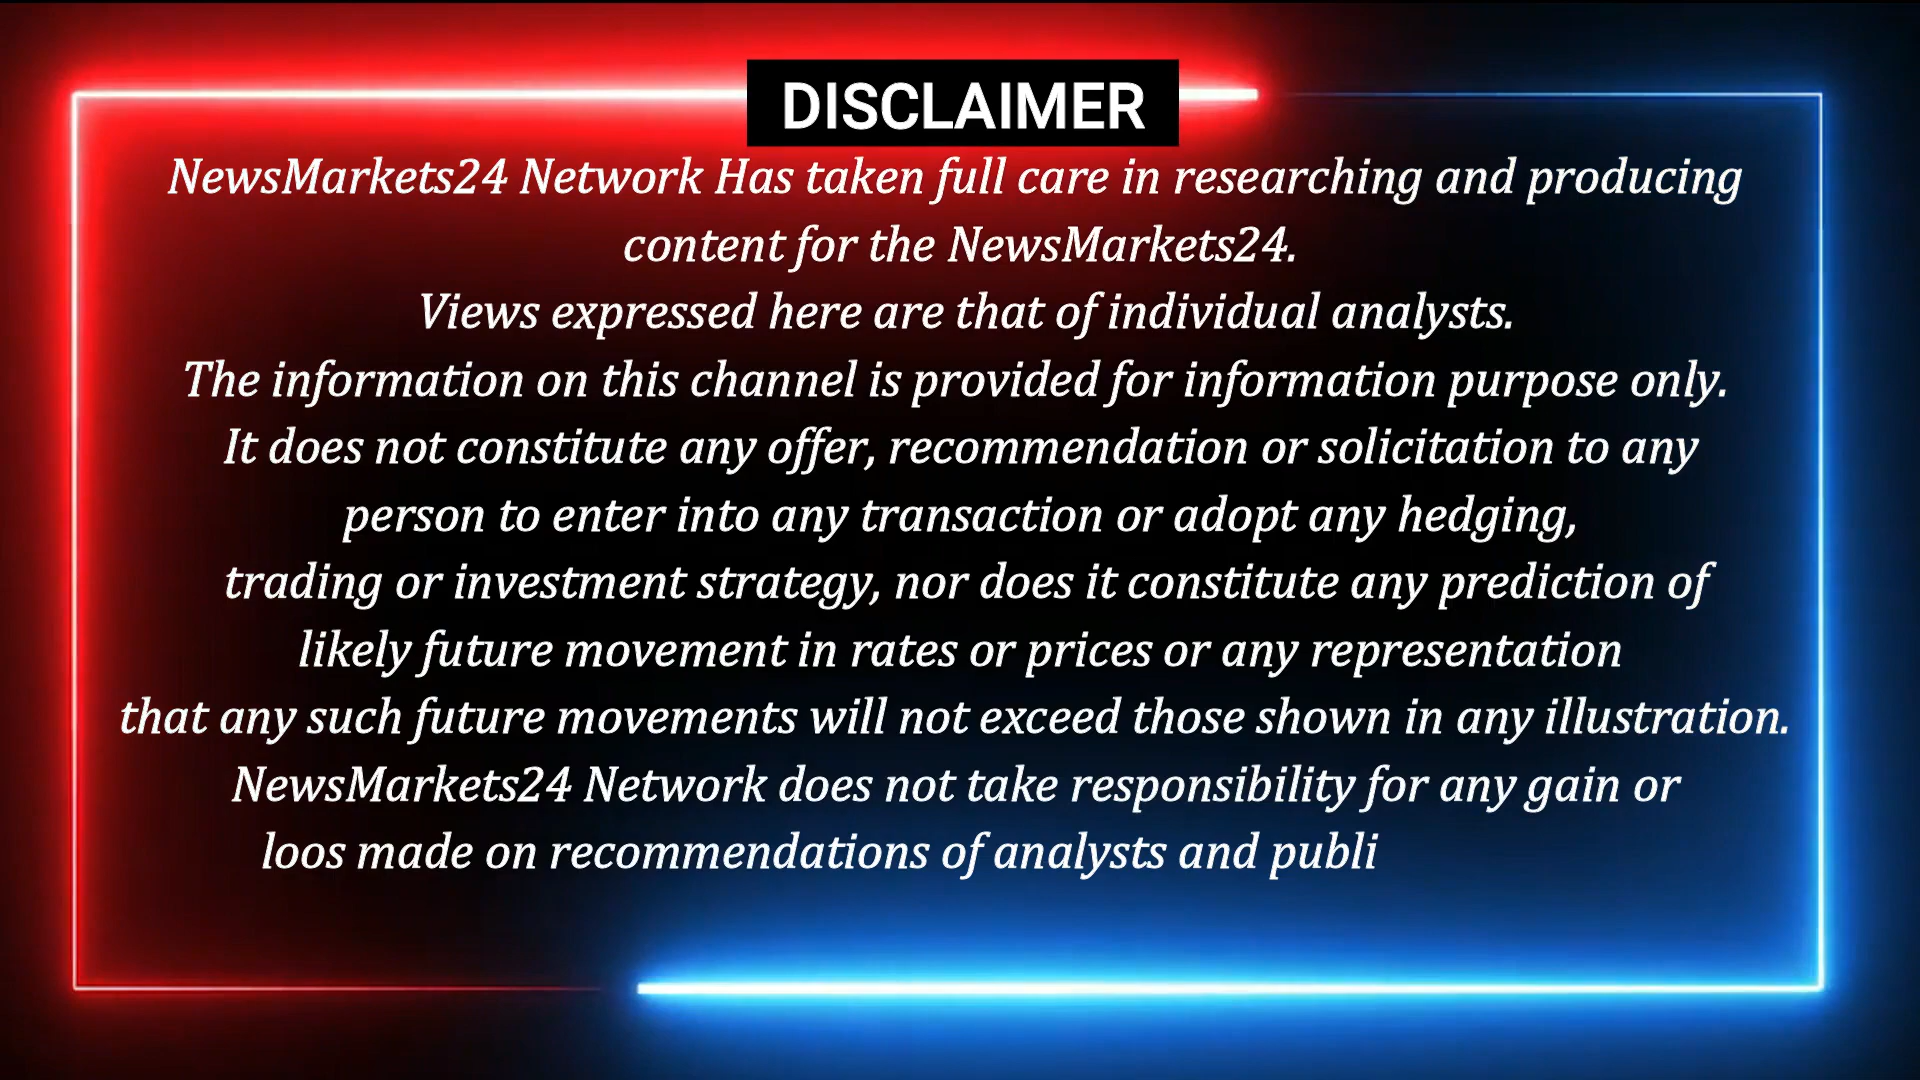 DISCLAIMER
NewsMarkets24 Network Has taken full care in researching and producing
content for the NewsMarkets24.
Views expressed here are that of individual analysts.
The information on this channel is provided for information purpose only.
It does not constitute any offer, recommendation or solicitation to any
person to enter into any transaction or adopt any hedging,
trading or investment strategy, nor does it constitute any prediction of
likely future movement in rates or prices or any representation
that any such future movements will not exceed those shown in any illustration.
NewsMarkets24 Network does not take responsibility for any gain or
loos made on recommendations of analysts and publi